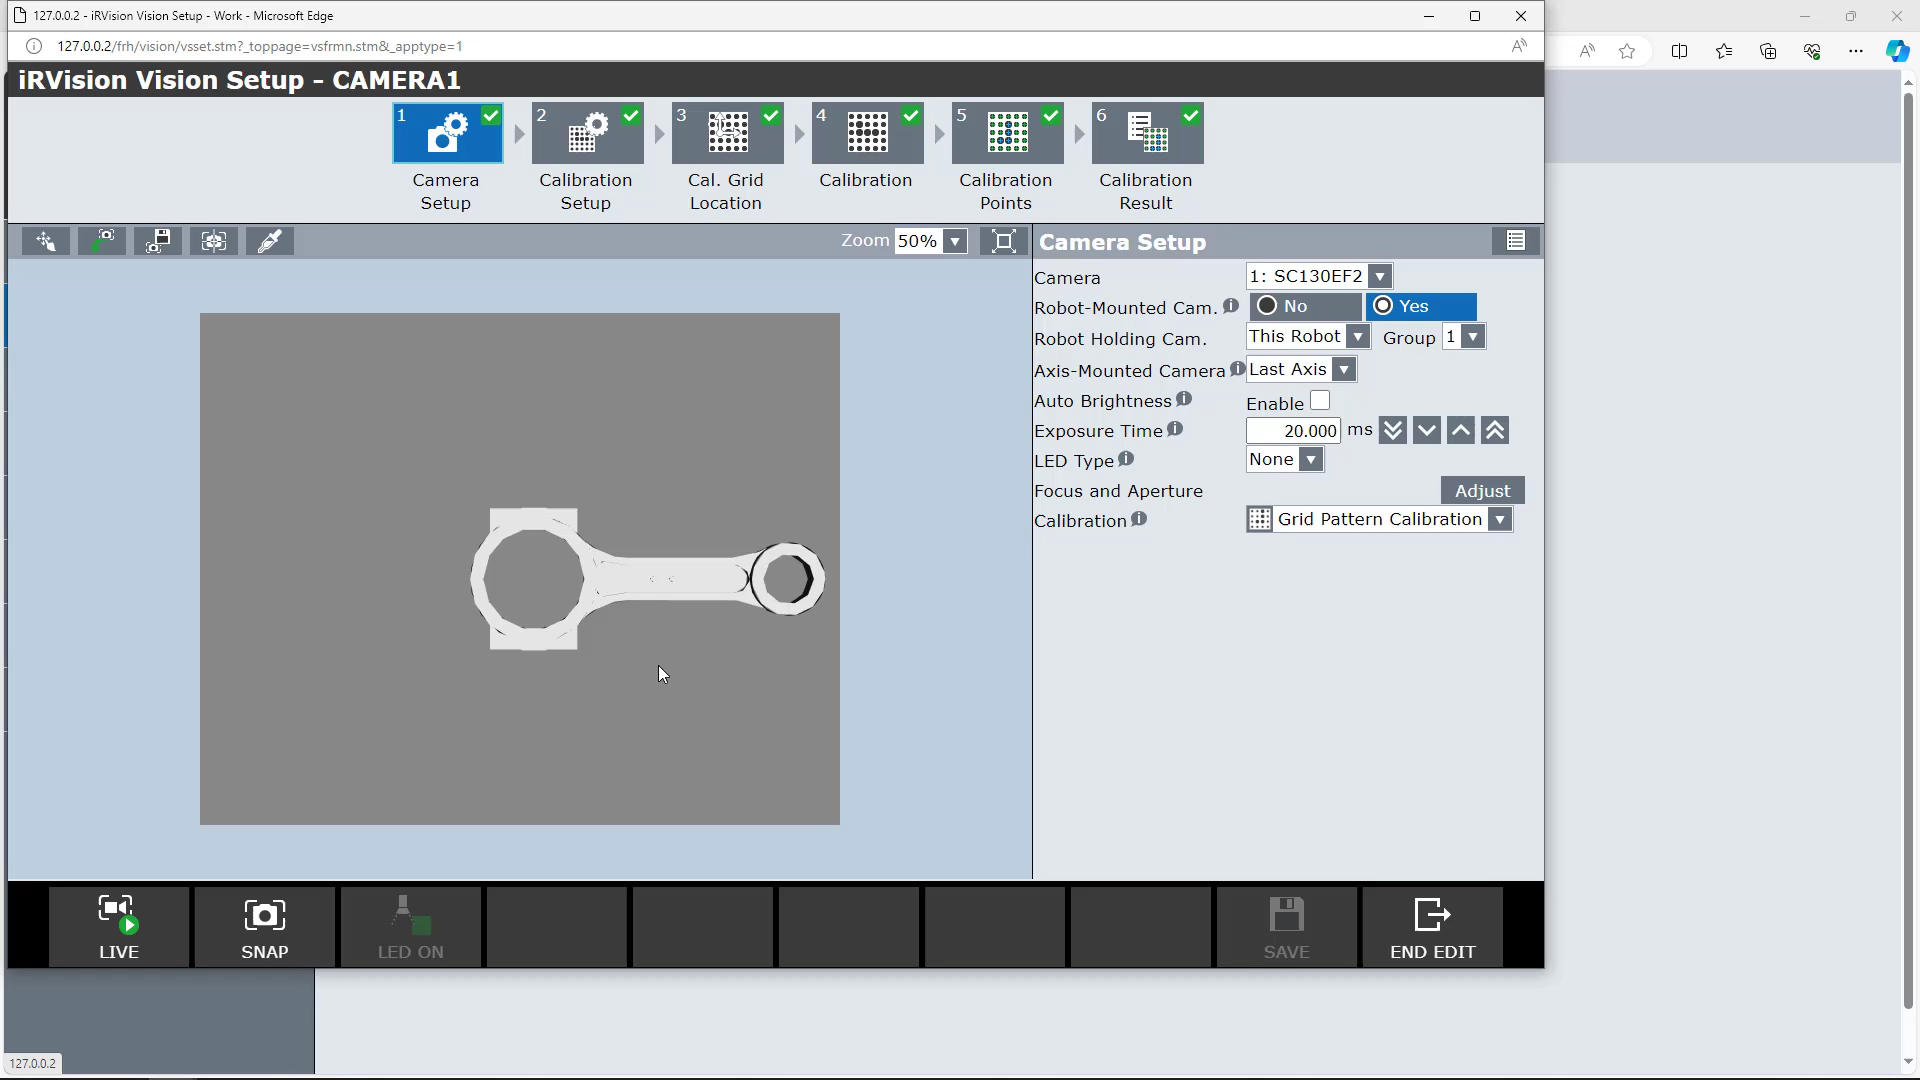 127.0.0.2 - iRVision Vision Setup - Work - Microsoft Edge
127.0.0.2/frh/vision/vsset.stm?_toppage=vsfrmn.stm&_apptype=1
iRVision Vision Setup - CAMERA1
1
2
3
4
5
6
Camera Setup
Calibration Setup
Cal. Grid Location
Calibration
Calibration Points
Calibration Result
Zoom 50%
Camera Setup
Camera 1: SC130EF2
Robot-Mounted Cam. No Yes
Robot Holding Cam. This Robot Group 1
Axis-Mounted Camera Last Axis
Auto Brightness Enable
Exposure Time 20.000 ms
LED Type None
Focus and Aperture Adjust
Calibration Grid Pattern Calibration
LIVE
SNAP
LED ON
SAVE
END EDIT
127.0.0.2